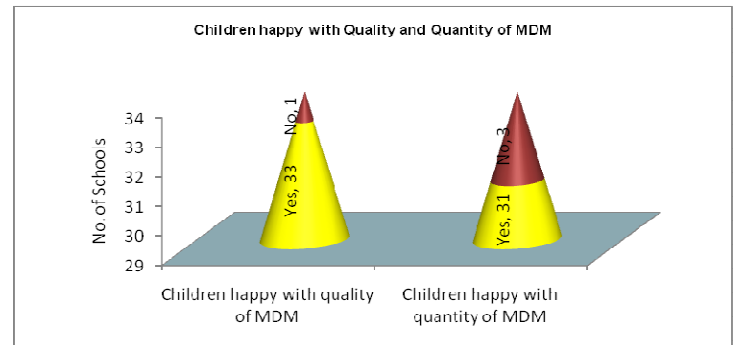 Children happy with Quality and Quantity of MDM
No. of Schools
34
33
32
31
30
29
No, 1
Yes, 33
No, 3
Yes, 31
Children happy with quality
of MDM
Children happy with
quantity of MDM